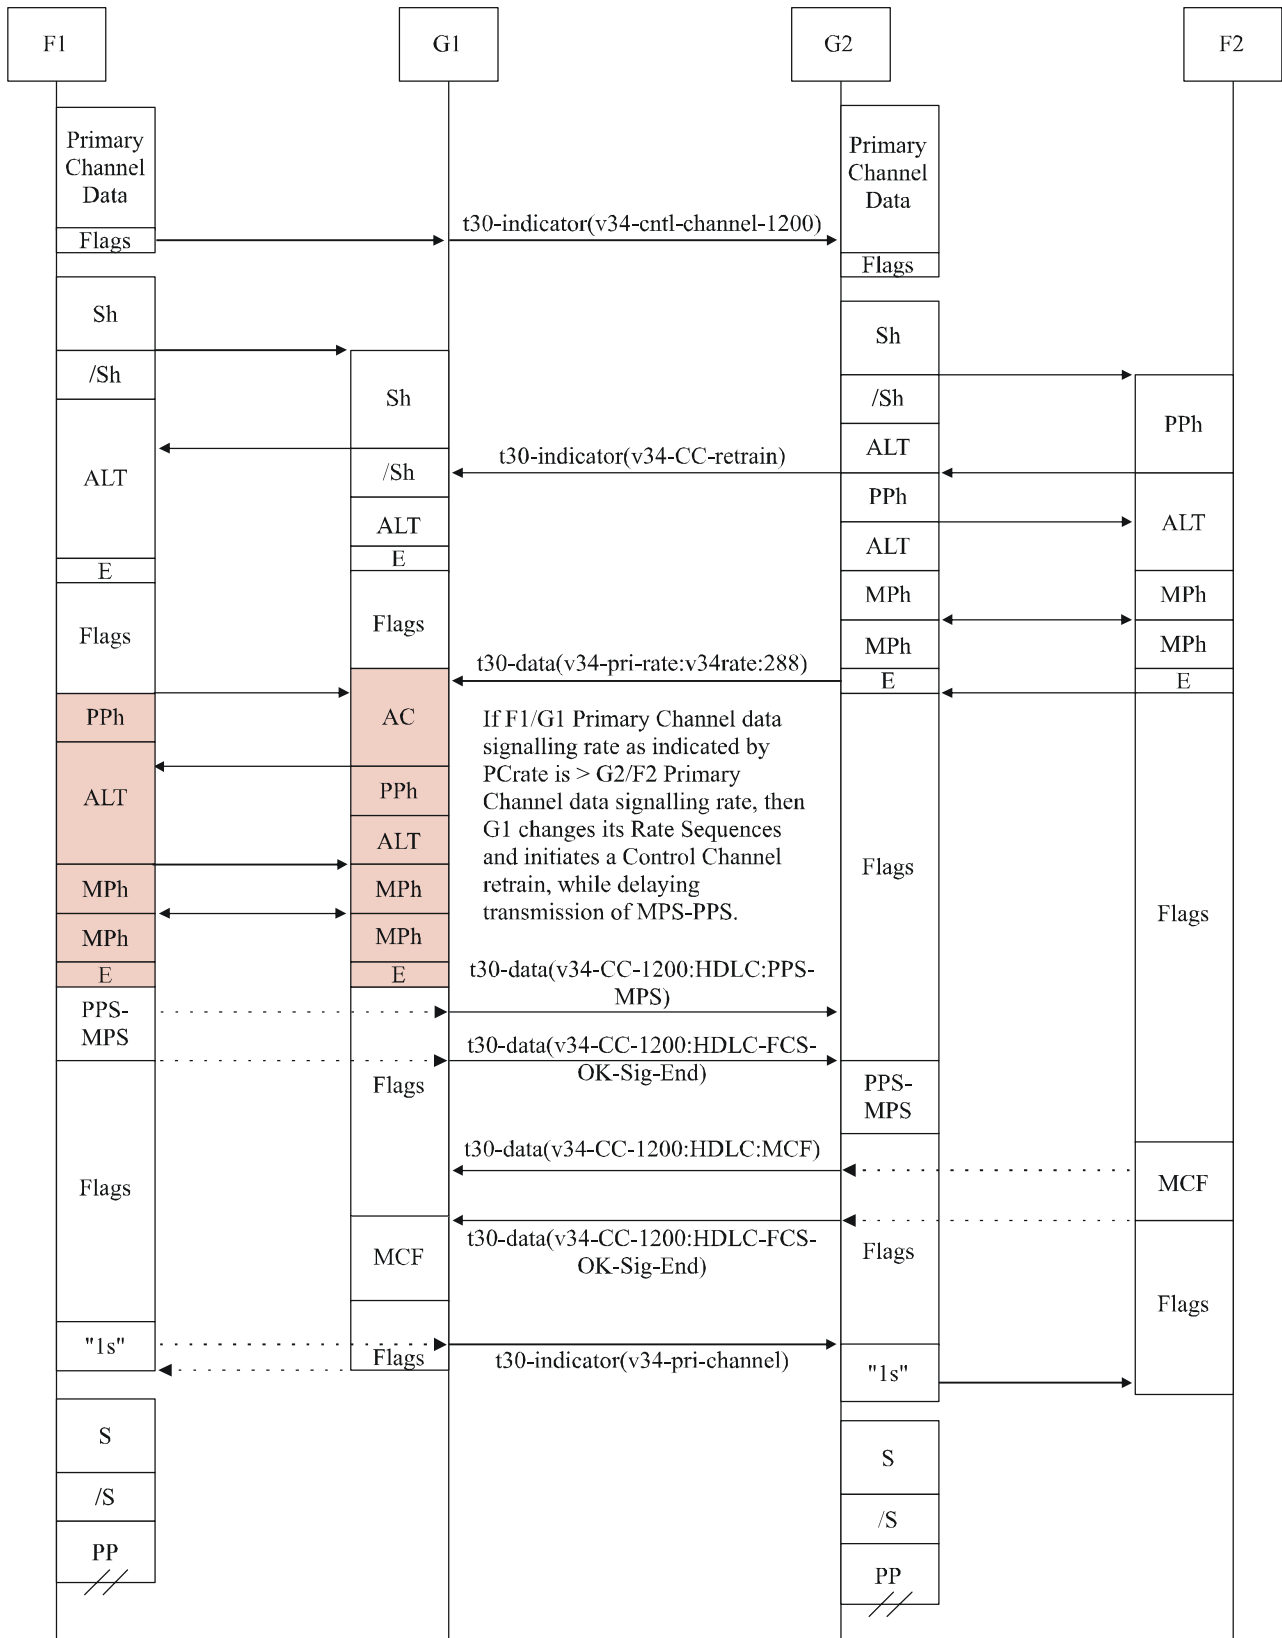 F1
G1
G2
F2
Primary
Channel
Data
Primary
Channel
Data
t30-indicator(v34-cntl-channel-1200)
Flags
Flags
Sh
Sh
/Sh
Sh
/Sh
PPh
ALT
t30-indicator(v34-CC-retrain)
ALT
/Sh
PPh
ALT
ALT
ALT
E
E
MPh
MPh
Flags
Flags
MPh
MPh
t30-data(v34-pri-rate:v34rate:288)
E
E
PPh
AC
If F1/G1 Primary Channel data
signalling rate as indicated by
PCrate is > G2/F2 Primary
Channel data signalling rate, then
G1 changes its Rate Sequences
and initiates a Control Channel
retrain, while delaying
transmission of MPS-PPS.
ALT
PPh
ALT
Flags
MPh
MPh
Flags
MPh
MPh
E
E
t30-data(v34-CC-1200:HDLC:PPS-
MPS)
PPS-
MPS
t30-data(v34-CC-1200:HDLC-FCS-
OK-Sig-End)
Flags
PPS-
MPS
t30-data(v34-CC-1200:HDLC:MCF)
Flags
MCF
t30-data(v34-CC-1200:HDLC-FCS-
OK-Sig-End)
MCF
Flags
Flags
"1s"
Flags
t30-indicator(v34-pri-channel)
"1s"
S
S
/S
/S
PP
PP